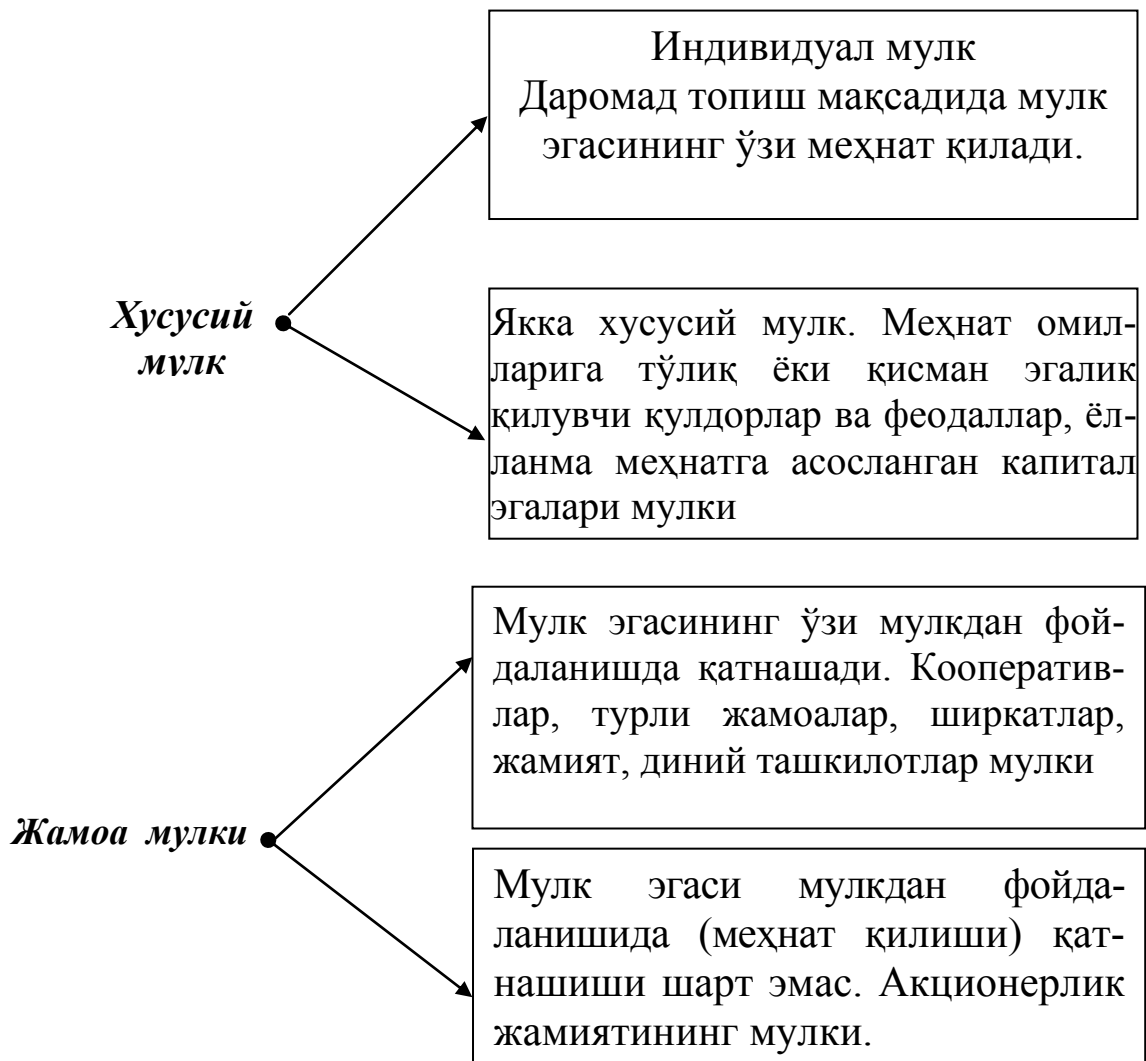 Индивидуал мулк
Даромад топиш мақсадида мулк
эгасининг ўзи меҳнат қилади.
Хусусий
мулк
Якка хусусий мулк. Меҳнат омил-
ларига тўлиқ ёки қисман эгалик
қилувчи қулдорлар ва феодаллар, ёл-
ланма меҳнатга асосланган капитал
эгалари мулки
Мулк эгасининг ўзи мулкдан фой-
даланишда қатнашади. Кооператив-
лар, турли жамоалар, ширкатлар,
жамият, диний ташкилотлар мулки
Жамоа мулки
Мулк эгаси мулкдан фойда-
ланишида (меҳнат қилиши) қат-
нашиши шарт эмас. Акционерлик
жамиятининг мулки.